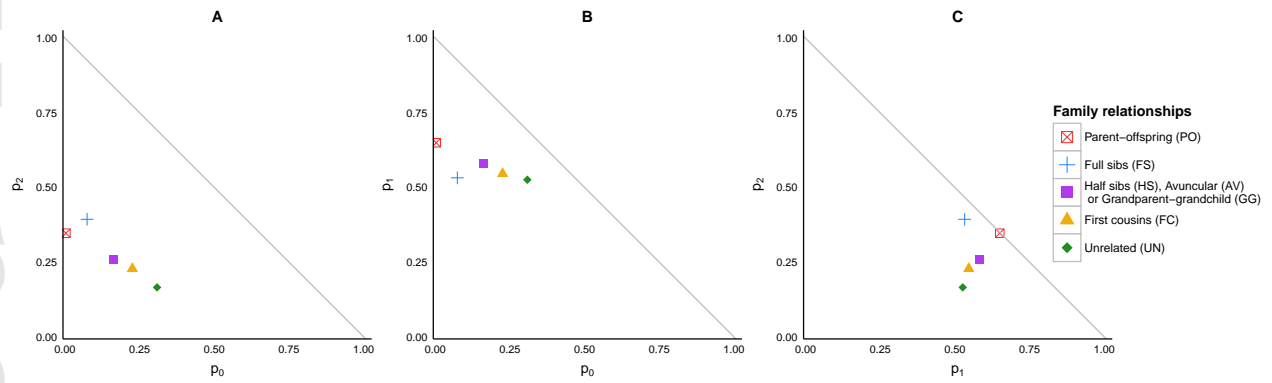 A
1.00
0.75
0.50
0.25
0.00
p2
0.00 0.25 0.50 0.75 1.00
p0
B
1.00
0.75
0.50
0.25
0.00
p1
0.00 0.25 0.50 0.75 1.00
p0
C
1.00
0.75
0.50
0.25
0.00
p2
0.00 0.25 0.50 0.75 1.00
p1
Family relationships
Parent−offspring (PO)
Full sibs (FS)
Half sibs (HS), Avuncular (AV)
or Grandparent−grandchild (GG)
First cousins (FC)
Unrelated (UN)